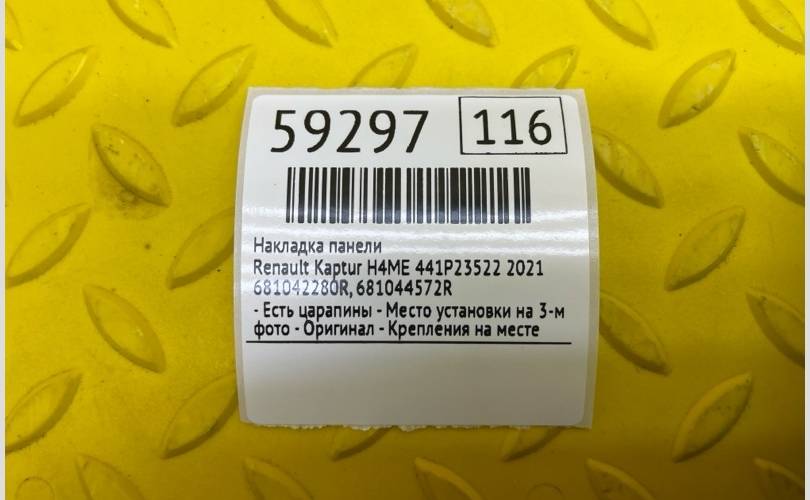 59297 116
Накладка панели
Renault Kaptur H4ME 441P23522 2021
681042280R, 681044572R
- Есть царапины - Место установки на 3-м
фото - Оригинал - Крепления на месте